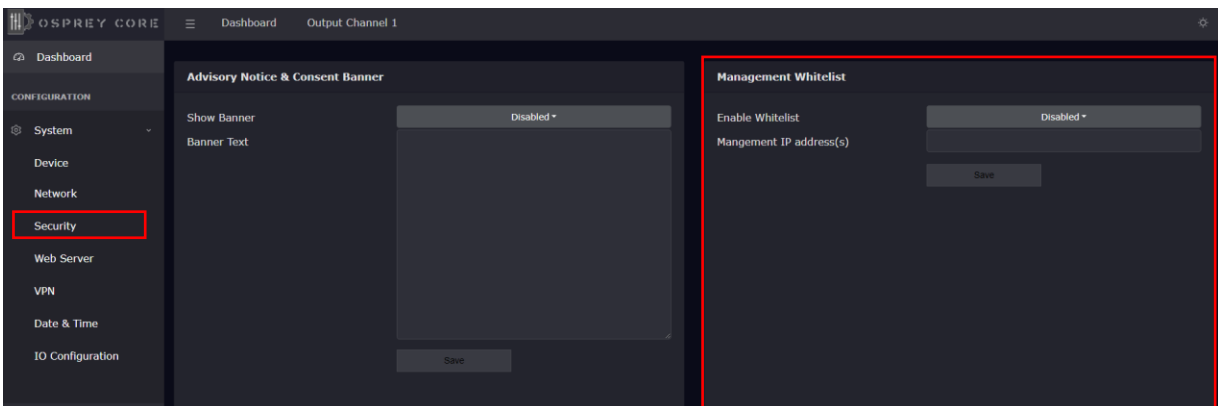 OSPREY CORE
Dashboard
Output Channel 1
Dashboard
CONFIGURATION
System
Device
Network
Security
Web Server
VPN
Date & Time
IO Configuration
Advisory Notice & Consent Banner
Show Banner
Disabled
Banner Text
Save
Management Whitelist
Enable Whitelist
Disabled
Mangement IP address(s)
Save